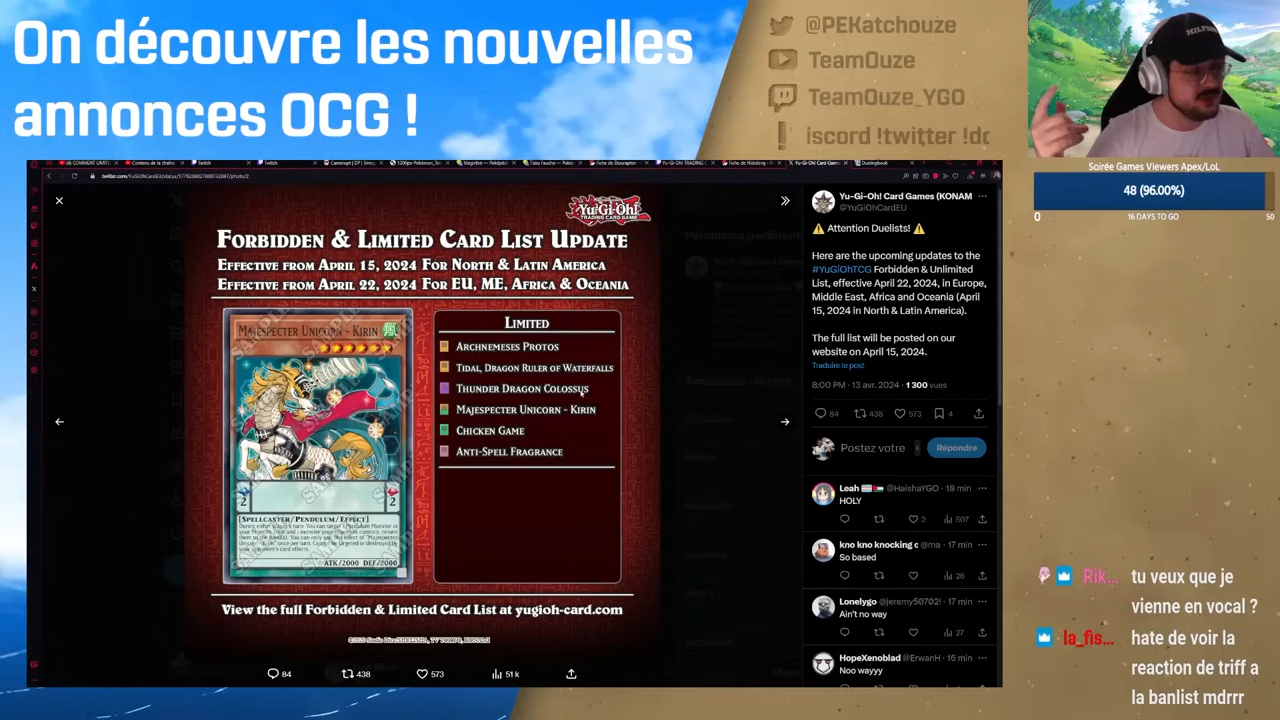 On découvre les nouvelles
annonces OCG !
@PEKatchouze
TeamOuze
TeamOuze_YGO
iscord !twitter !dc
Soirée Games Viewers Apex/LoL
48 (96.00%)
0
16 DAYS TO GO
50
Yu-Gi-Oh!
TRADING CARD GAME
Forbidden & Limited Card List Update
Effective from April 15, 2024 For North & Latin America
Effective from April 22, 2024 For EU, ME, Africa & Oceania
Majespecter Unicorn - Kirin
2
2
[SPELLCASTER/PENDULUM/EFFECT]
ATK/2000 DEF/2000
Limited
Archnemeses Protos
Tidal, Dragon Ruler of Waterfalls
Thunder Dragon Colossus
Majespecter Unicorn - Kirin
Chicken Game
Anti-Spell Fragrance
View the full Forbidden & Limited Card List at yugioh-card.com
84
438
573
51 k
Yu-Gi-Oh! Card Games (KONAM
@YuGiOhCardEU
⚠️ Attention Duelists! ⚠️
Here are the upcoming updates to the
#YuGiOhTCG Forbidden & Unlimited
List, effective April 22, 2024, in Europe,
Middle East, Africa and Oceania (April
15, 2024 in North & Latin America).
The full list will be posted on our
website on April 15, 2024.
Traduire le post
8:00 PM · 13 avr. 2024 · 1 300 vues
84
438
573
4
Postez votre
Répondre
Leah @HaishaYGO · 18 min
HOLY
2
507
kno kno knocking @ma · 17 min
So based
26
Lonelygo · 17 min
Ain't no way
27
HopeXenoblad @ErwanH · 16 min
Noo wayyy
Rik... tu veux que je
vienne en vocal ?
la_fis... hate de voir la
reaction de triff a
la banlist mdrrr